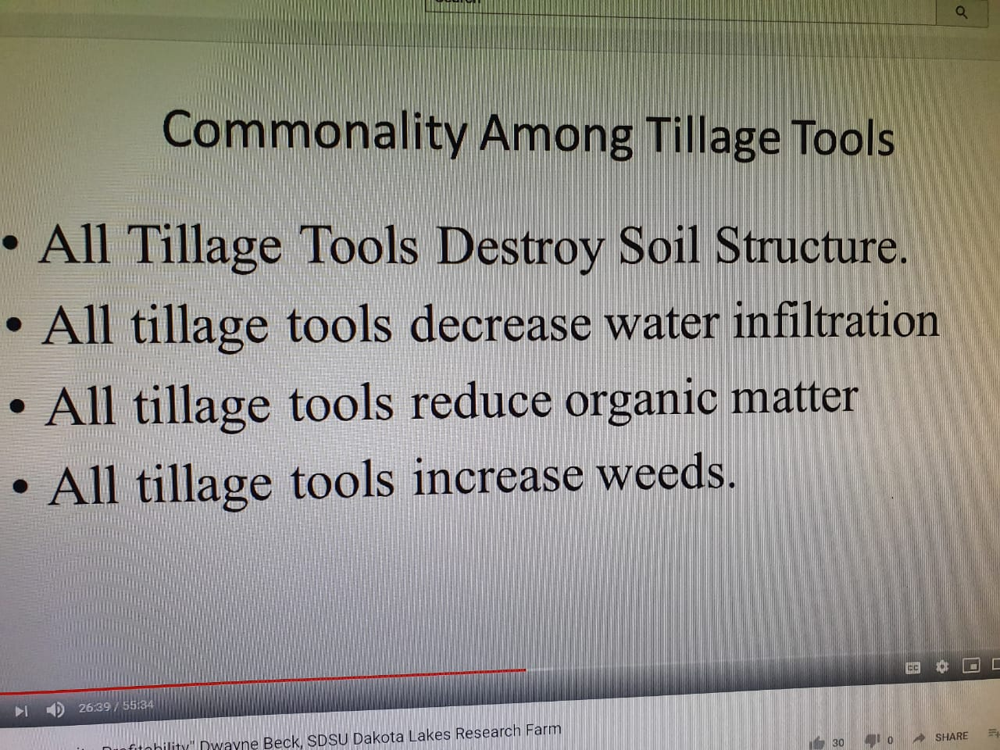 Commonality Among Tillage Tools
• All Tillage Tools Destroy Soil Structure.
• All tillage tools decrease water infiltration
• All tillage tools reduce organic matter
• All tillage tools increase weeds.
CC
26:39 / 55:34
Profitability" Dwayne Beck, SDSU Dakota Lakes Research Farm
30
0
SHARE